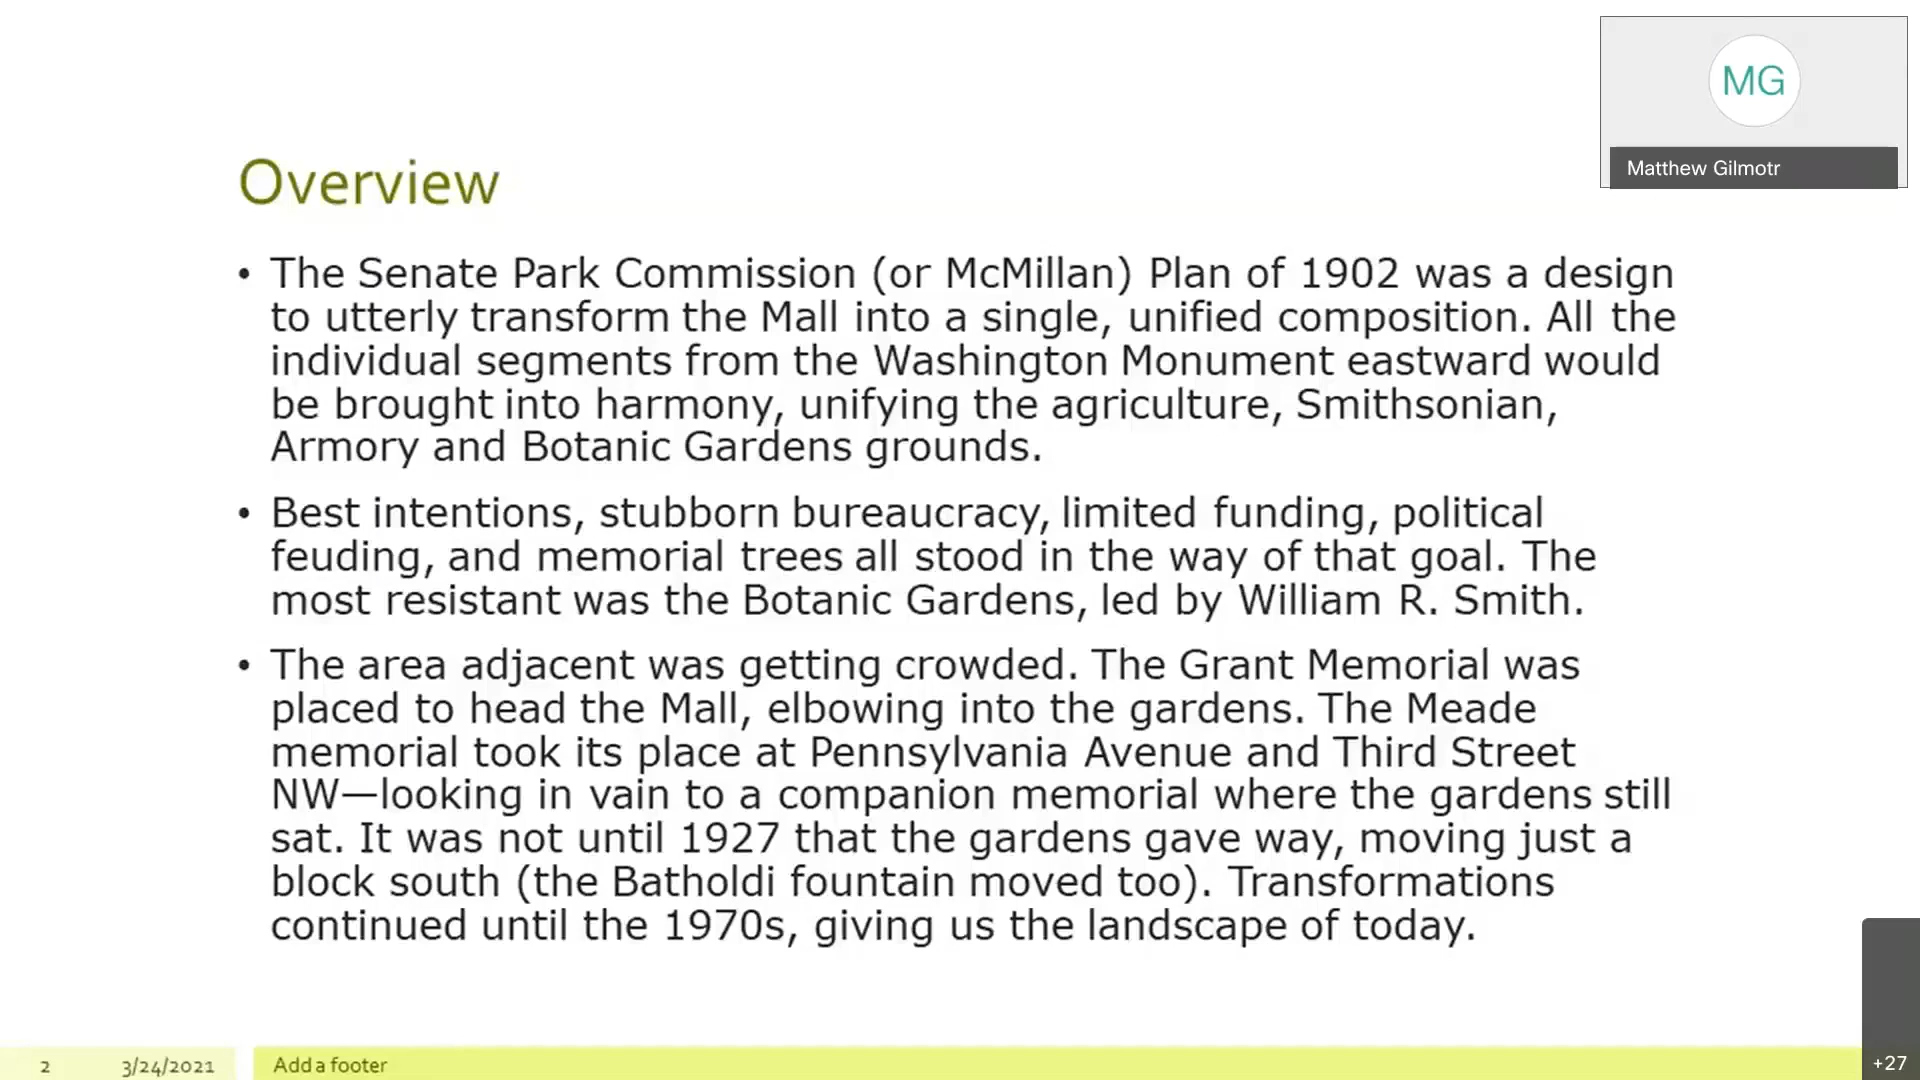 MG
Matthew Gilmotr
Overview
• The Senate Park Commission (or McMillan) Plan of 1902 was a design
to utterly transform the Mall into a single, unified composition. All the
individual segments from the Washington Monument eastward would
be brought into harmony, unifying the agriculture, Smithsonian,
Armory and Botanic Gardens grounds.
• Best intentions, stubborn bureaucracy, limited funding, political
feuding, and memorial trees all stood in the way of that goal. The
most resistant was the Botanic Gardens, led by William R. Smith.
• The area adjacent was getting crowded. The Grant Memorial was
placed to head the Mall, elbowing into the gardens. The Meade
memorial took its place at Pennsylvania Avenue and Third Street
NW—looking in vain to a companion memorial where the gardens still
sat. It was not until 1927 that the gardens gave way, moving just a
block south (the Batholdi fountain moved too). Transformations
continued until the 1970s, giving us the landscape of today.
2 3/24/2021 Add a footer
+27